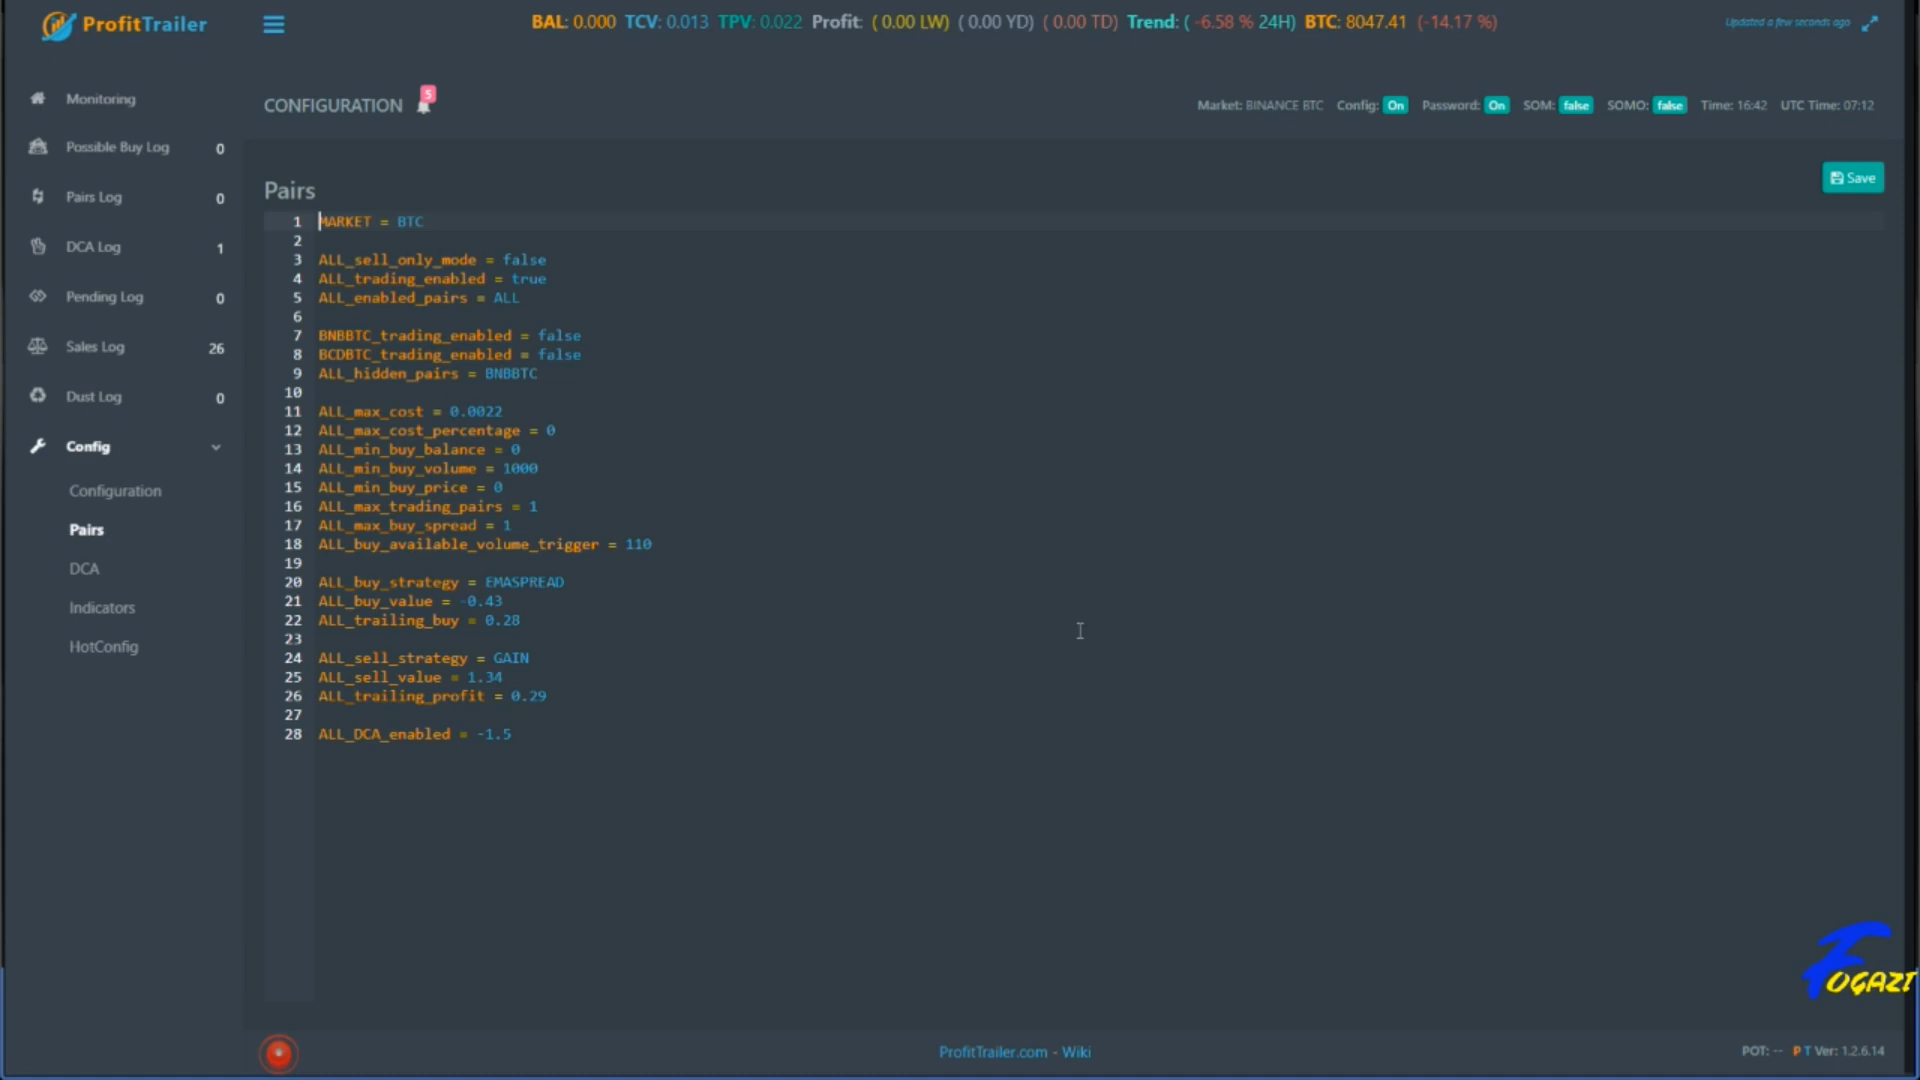 ProfitTrailer
BAL: 0.000 TCV: 0.013 TPV: 0.022 Profit: ( 0.00 LW) ( 0.00 YD) ( 0.00 TD) Trend: ( -6.58 % 24H) BTC: 8047.41 (-14.17 %)
Updated a few seconds ago
CONFIGURATION 5
Market: BINANCE BTC Config: On Password: On SOM: false SOMO: false Time: 16:42 UTC Time: 07:12
Monitoring
Possible Buy Log 0
Pairs Log 0
DCA Log 1
Pending Log 0
Sales Log 26
Dust Log 0
Config
Configuration
Pairs
DCA
Indicators
HotConfig
Pairs
Save
1 MARKET = BTC
2
3 ALL_sell_only_mode = false
4 ALL_trading_enabled = true
5 ALL_enabled_pairs = ALL
6
7 BNBBTC_trading_enabled = false
8 BCDBTC_trading_enabled = false
9 ALL_hidden_pairs = BNBBTC
10
11 ALL_max_cost = 0.0022
12 ALL_max_cost_percentage = 0
13 ALL_min_buy_balance = 0
14 ALL_min_buy_volume = 1000
15 ALL_min_buy_price = 0
16 ALL_max_trading_pairs = 1
17 ALL_max_buy_spread = 1
18 ALL_buy_available_volume_trigger = 110
19
20 ALL_buy_strategy = EMASPREAD
21 ALL_buy_value = -0.43
22 ALL_trailing_buy = 0.28
23
24 ALL_sell_strategy = GAIN
25 ALL_sell_value = 1.34
26 ALL_trailing_profit = 0.29
27
28 ALL_DCA_enabled = -1.5
FOGAZI
ProfitTrailer.com - Wiki
POT: -- PT Ver: 1.2.6.14